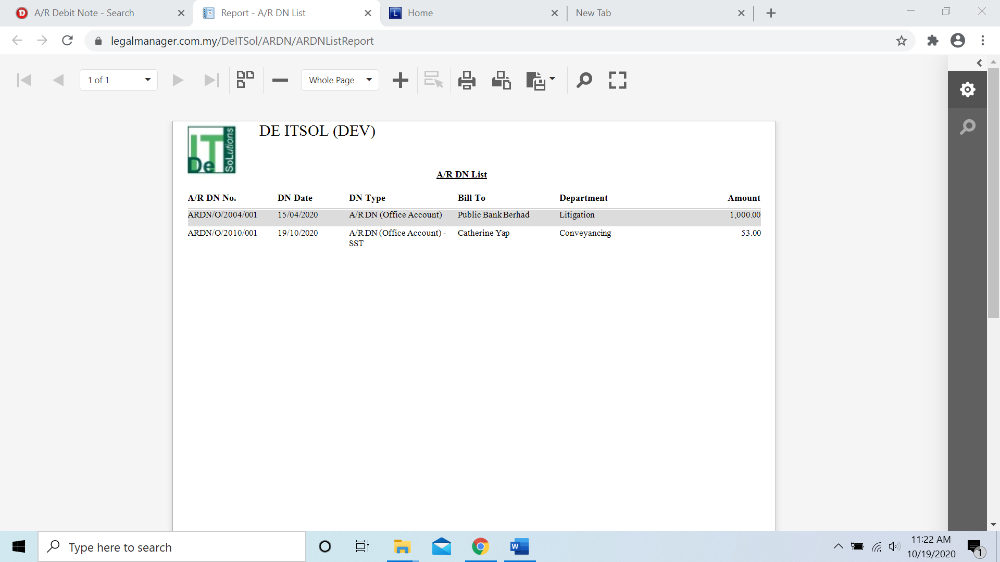 A/R Debit Note - Search
Report - A/R DN List
L
Home
New Tab
legalmanager.com.my/DeITSol/ARDN/ARDNListReport
1 of 1
Whole Page
DE ITSOL (DEV)
IT
De
SoLutions
A/R DN List
A/R DN No. DN Date DN Type Bill To Department Amount
ARDN/O/2004/001 15/04/2020 A/R DN (Office Account) Public Bank Berhad Litigation 1,000.00
ARDN/O/2010/001 19/10/2020 A/R DN (Office Account) - Catherine Yap Conveyancing 53.00
SST
Type here to search
W
11:22 AM
10/19/2020
1